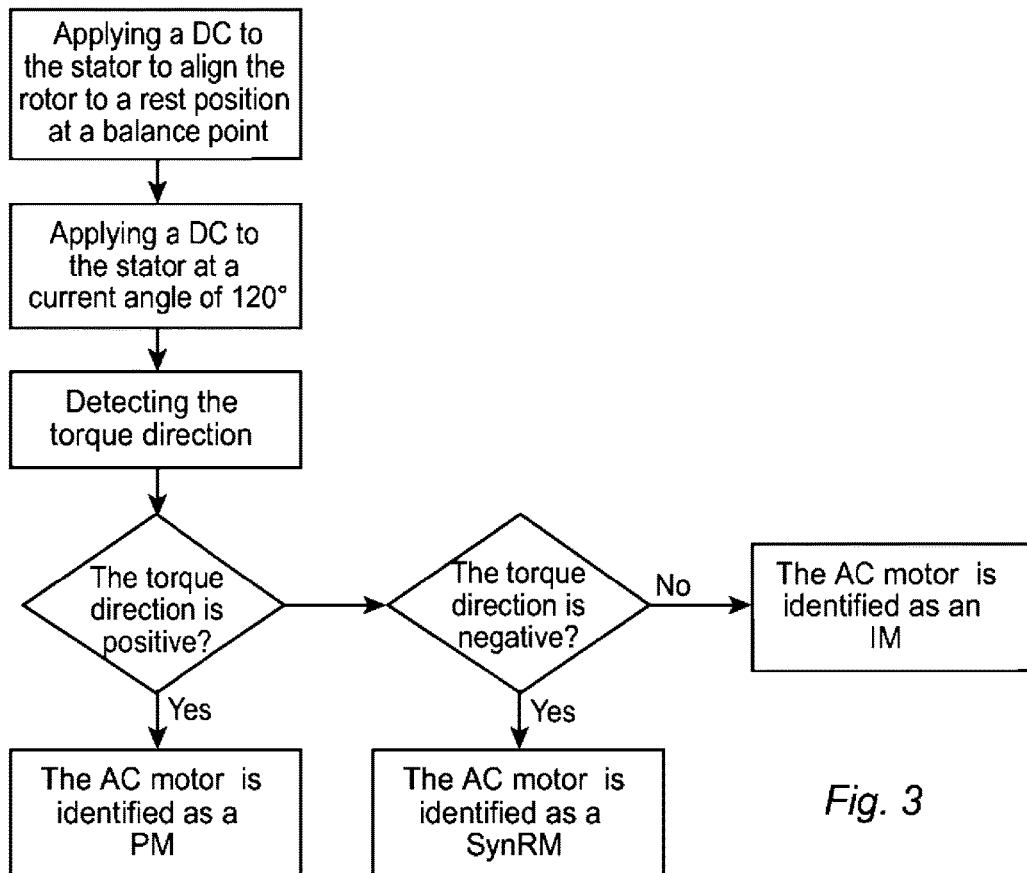 Applying a DC to
the stator to align the
rotor to a rest position
at a balance point
Applying a DC to
the stator at a
current angle of 120°
Detecting the
torque direction
The torque
direction is
positive?
The torque
direction is
negative?
No
The AC motor is
identified as an
IM
Yes
Yes
The AC motor is
identified as a
PM
The AC motor is
identified as a
SynRM
Fig. 3